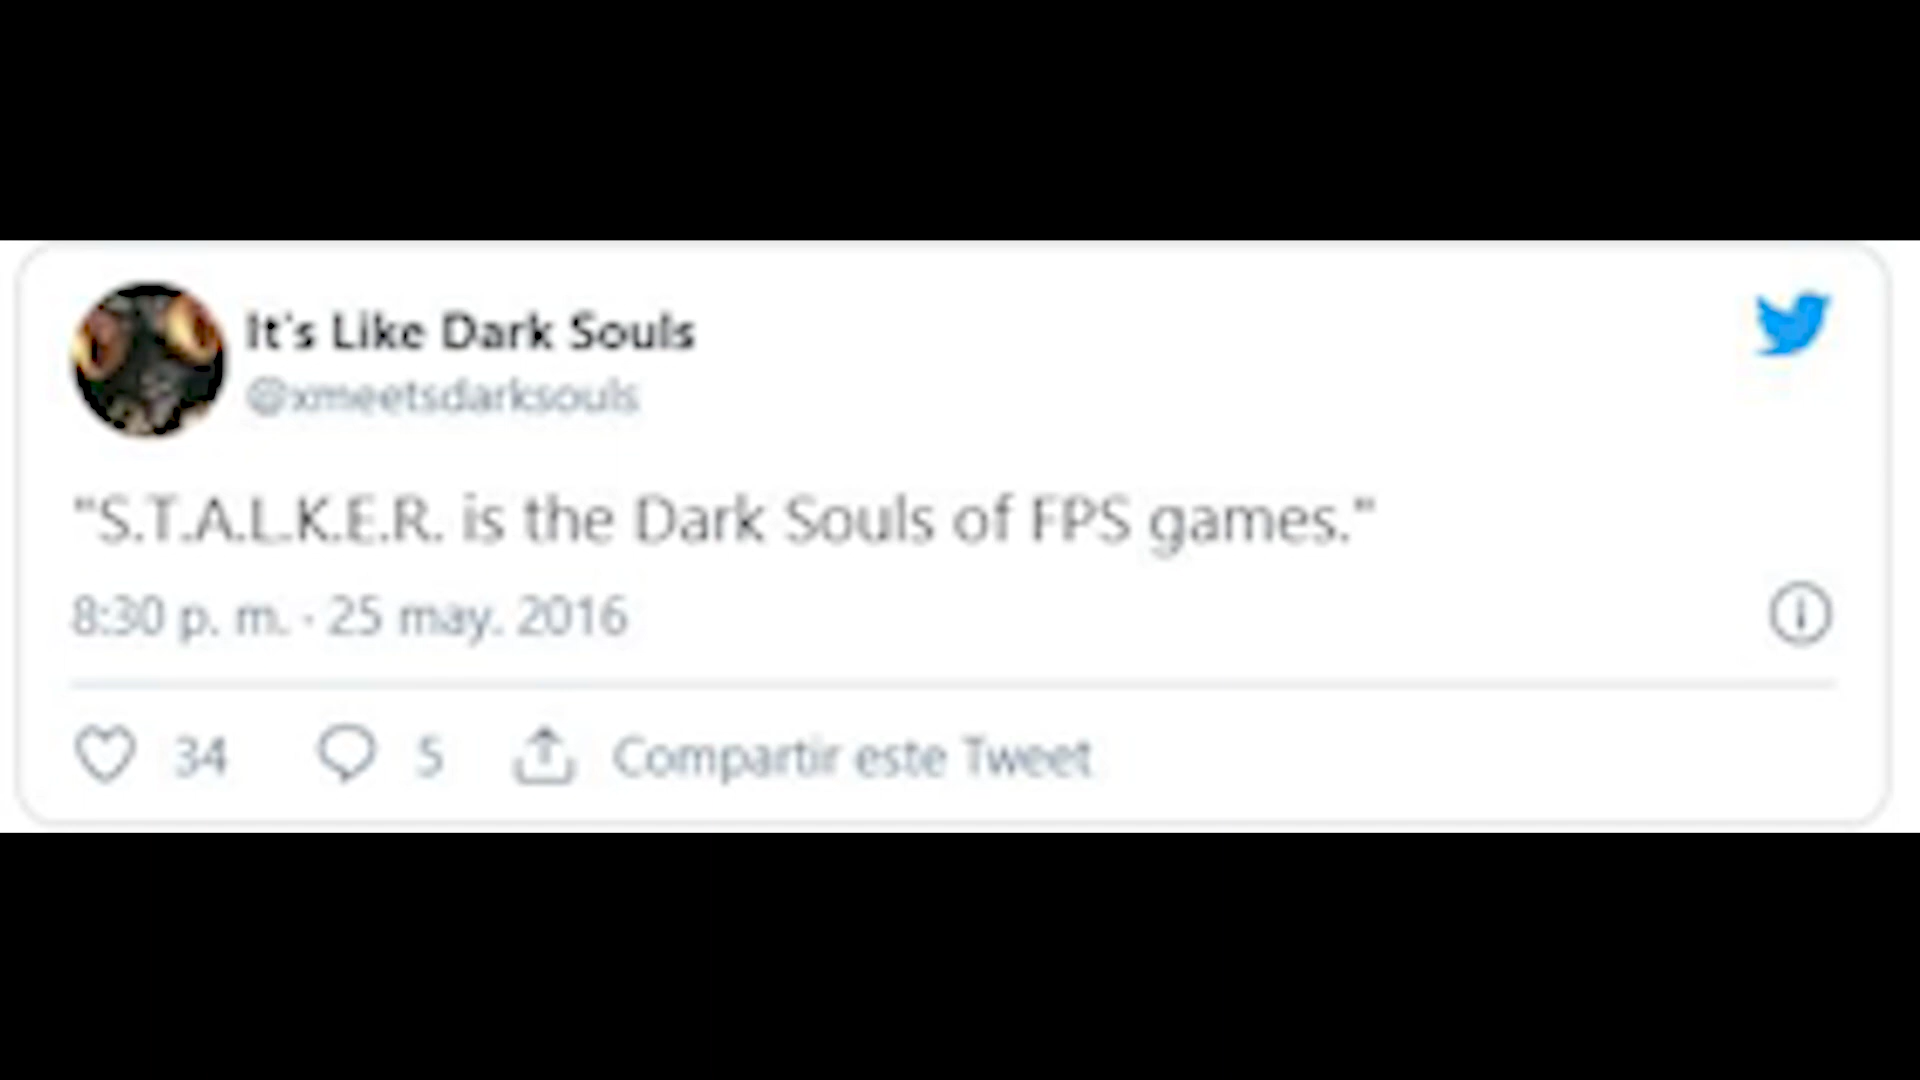 It's Like Dark Souls
@xmeetsdarksouls
"S.T.A.L.K.E.R. is the Dark Souls of FPS games."
8:30 p. m. · 25 may. 2016
34 5 Compartir este Tweet